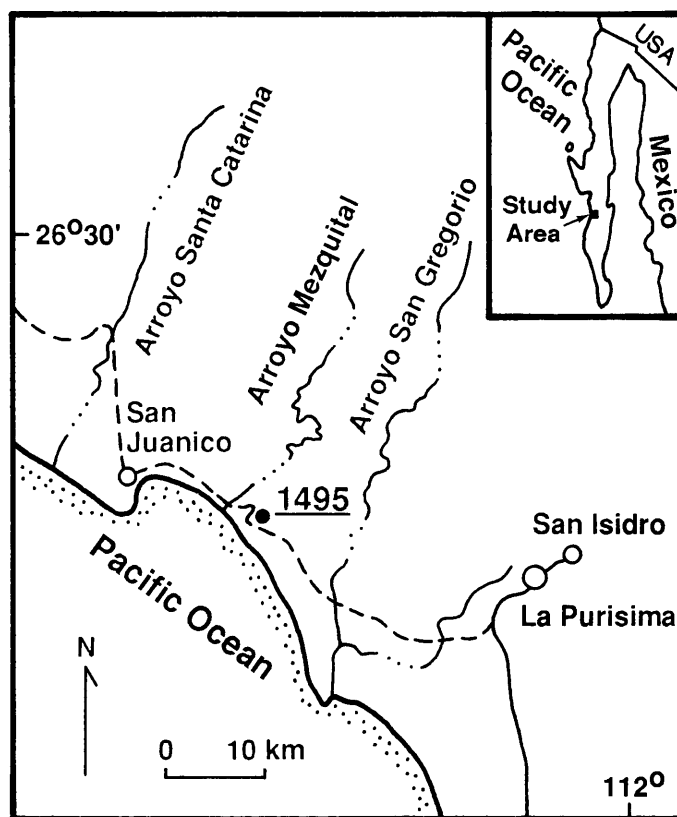 Arroyo Santa Catarina
26°30'
Arroyo Mezquital
Arroyo San Gregorio
Pacific
Ocean
USA
Mexico
Study
Area
San
Juanico
1495
San Isidro
La Purisima
Pacific Ocean
N
0 10 km
112°